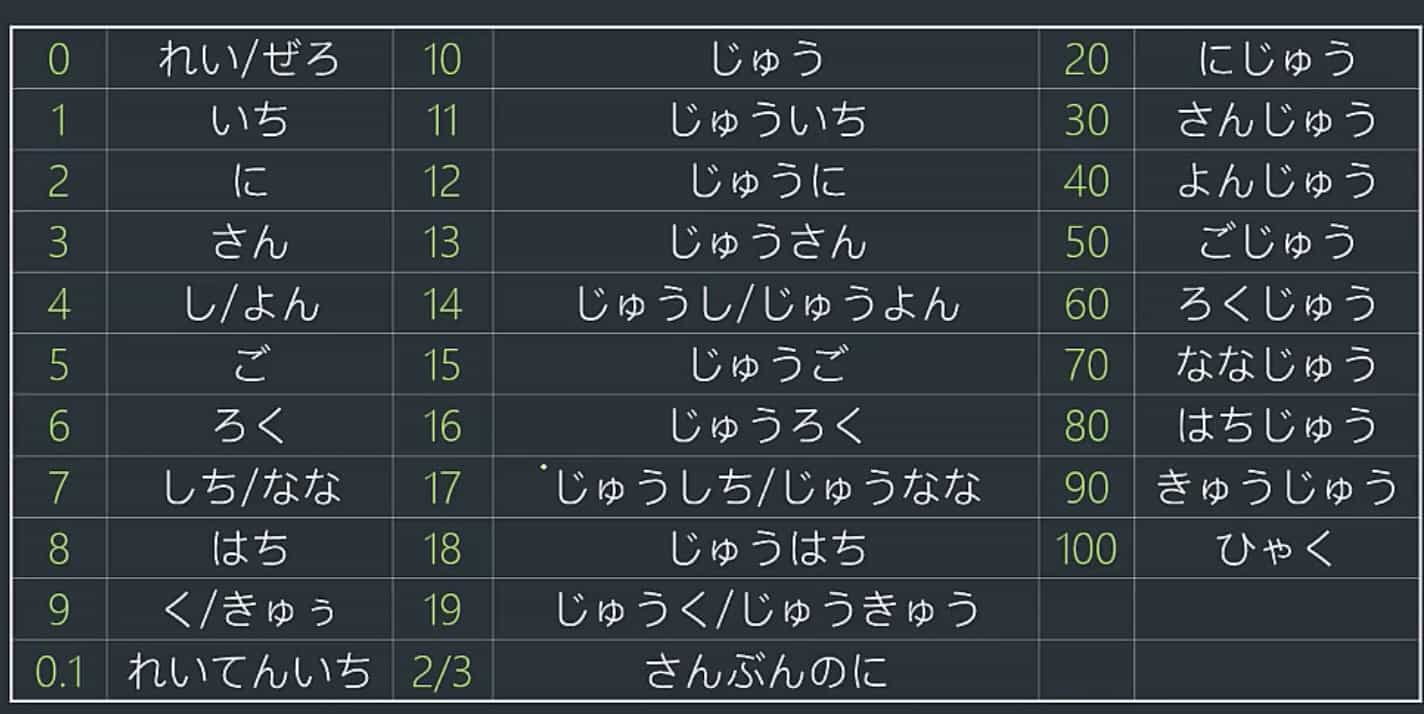 0 れい/ぜろ 10 じゅう 20 にじゅう
1 いち 11 じゅういち 30 さんじゅう
2 に 12 じゅうに 40 よんじゅう
3 さん 13 じゅうさん 50 ごじゅう
4 し/よん 14 じゅうし/じゅうよん 60 ろくじゅう
5 ご 15 じゅうご 70 ななじゅう
6 ろく 16 じゅうろく 80 はちじゅう
7 しち/なな 17 じゅうしち/じゅうなな 90 きゅうじゅう
8 はち 18 じゅうはち 100 ひゃく
9 く/きゅぅ 19 じゅうく/じゅうきゅう
0.1 れいてんいち 2/3 さんぶんのに